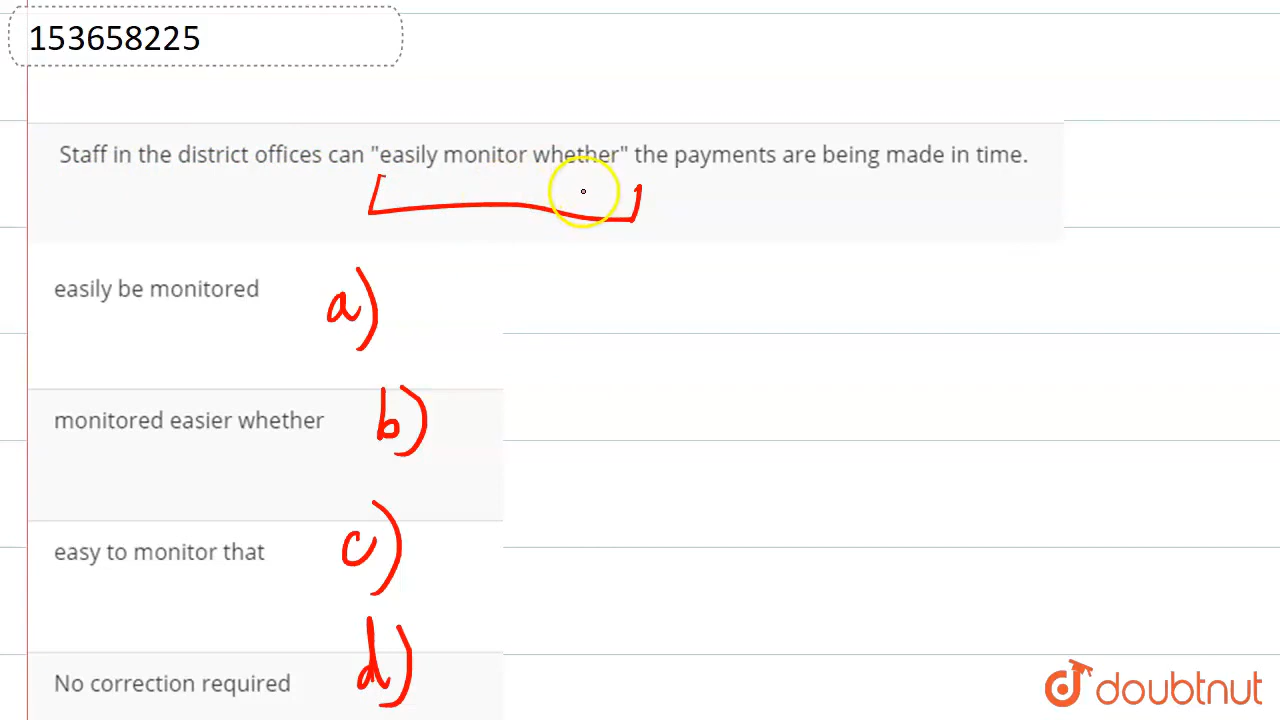 153658225
Staff in the district offices can "easily monitor whether" the payments are being made in time.
easily be monitored a)
monitored easier whether b)
easy to monitor that c)
No correction required d)
doubtnut